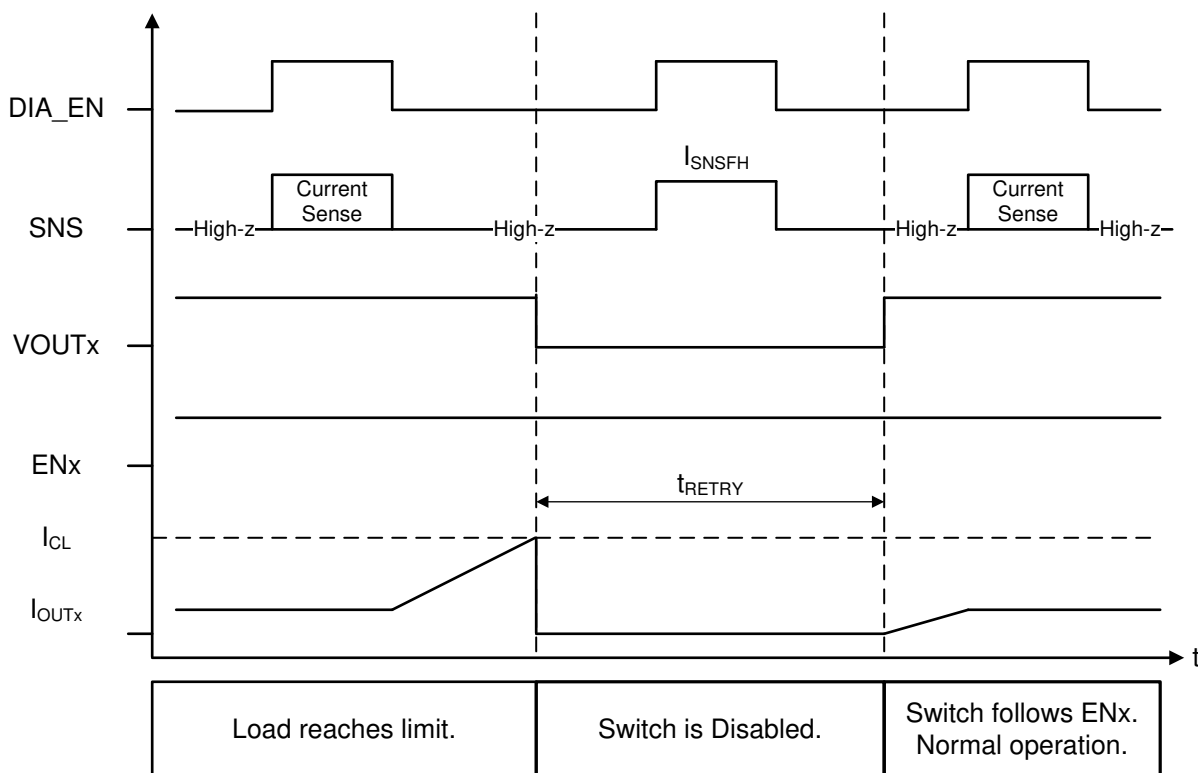 DIA_EN
I_SNSFH
SNS
High-z
Current
Sense
High-z
High-z
Current
Sense
High-z
VOUTx
ENx
t_RETRY
I_CL
I_OUTx
t
Load reaches limit.
Switch is Disabled.
Switch follows ENx.
Normal operation.